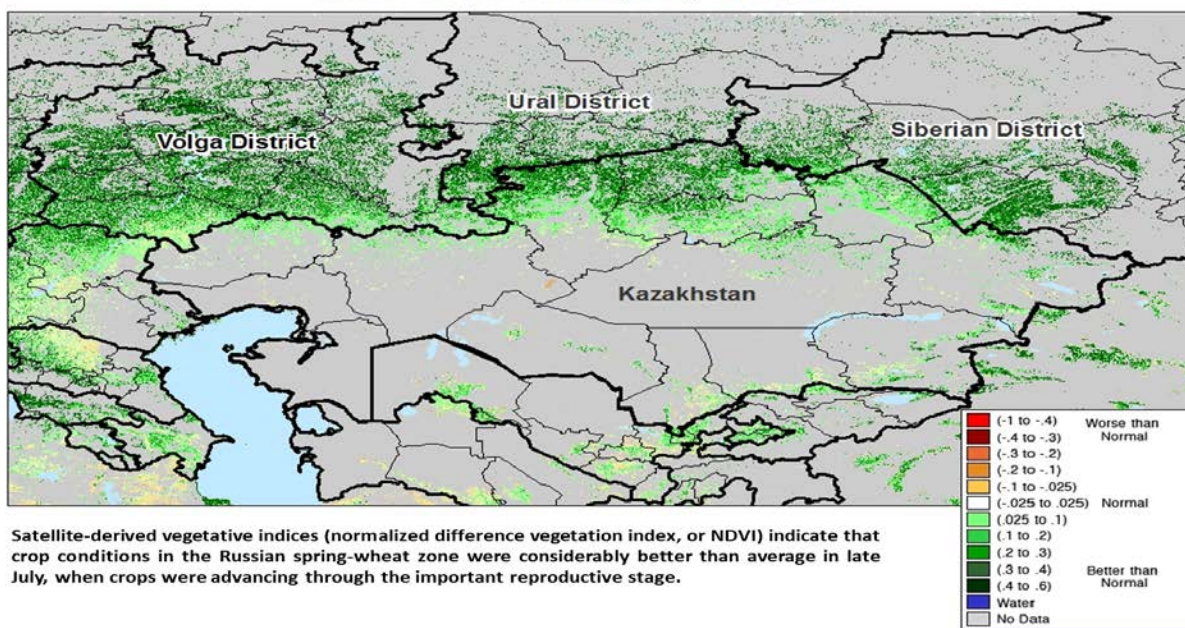 Ural District
Volga District
Siberian District
Kazakhstan
(-1 to -.4)
Worse than
Normal
(-.4 to -.3)
(-.3 to -.2)
(-.2 to -.1)
(-.1 to -.025)
(-.025 to .025)
Normal
(.025 to .1)
(.1 to .2)
(.2 to .3)
(.3 to .4)
Better than
Normal
(.4 to .6)
Water
No Data
Satellite-derived vegetative indices (normalized difference vegetation index, or NDVI) indicate that
crop conditions in the Russian spring-wheat zone were considerably better than average in late
July, when crops were advancing through the important reproductive stage.